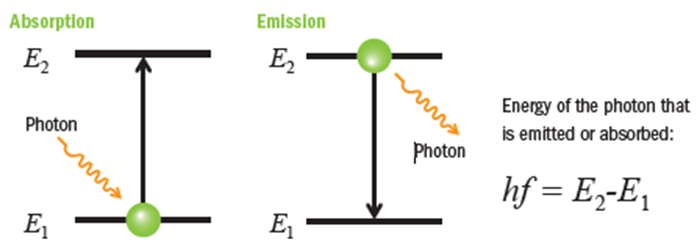 Absorption
E₂
Photon
E₁
Emission
E₂
Photon
E₁
Energy of the photon that
is emitted or absorbed:
hf = E₂-E₁